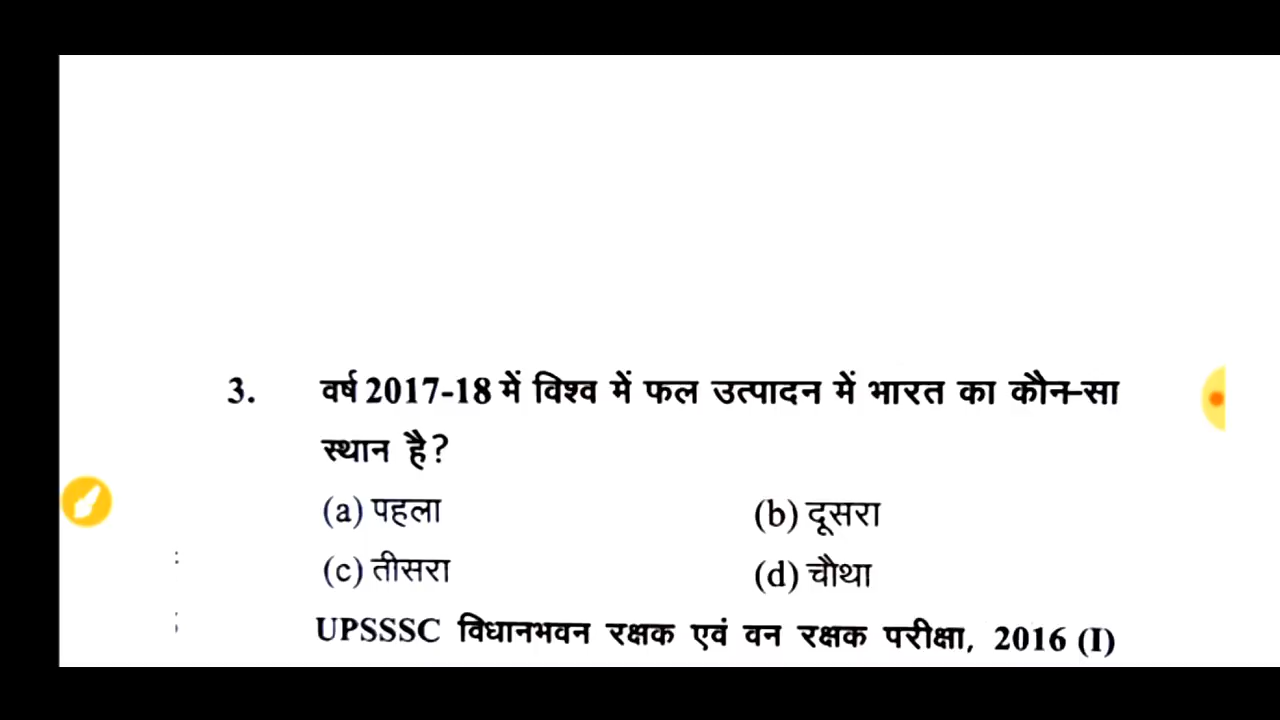 3. वर्ष 2017-18 में विश्व में फल उत्पादन में भारत का कौन-सा
स्थान है?
(a) पहला (b) दूसरा
(c) तीसरा (d) चौथा
UPSSSC विधानभवन रक्षक एवं वन रक्षक परीक्षा, 2016 (I)